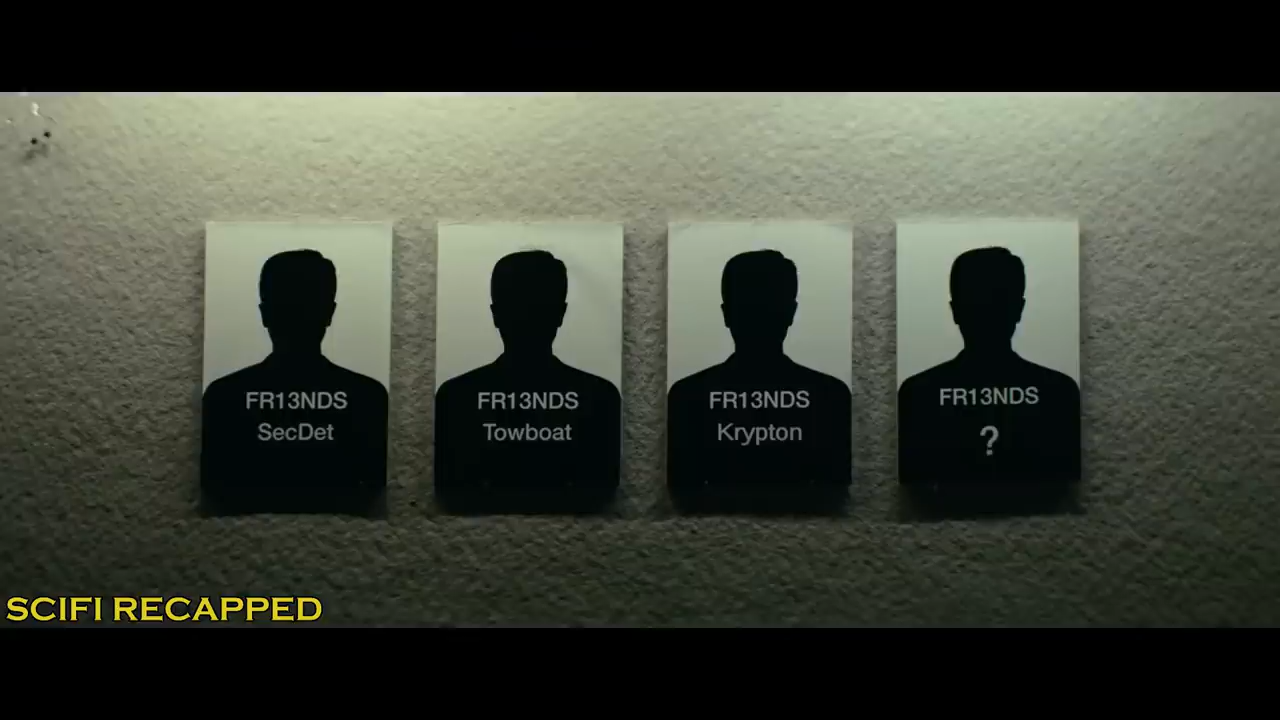 FR13NDS
SecDet
FR13NDS
Towboat
FR13NDS
Krypton
FR13NDS
?
SCIFI RECAPPED